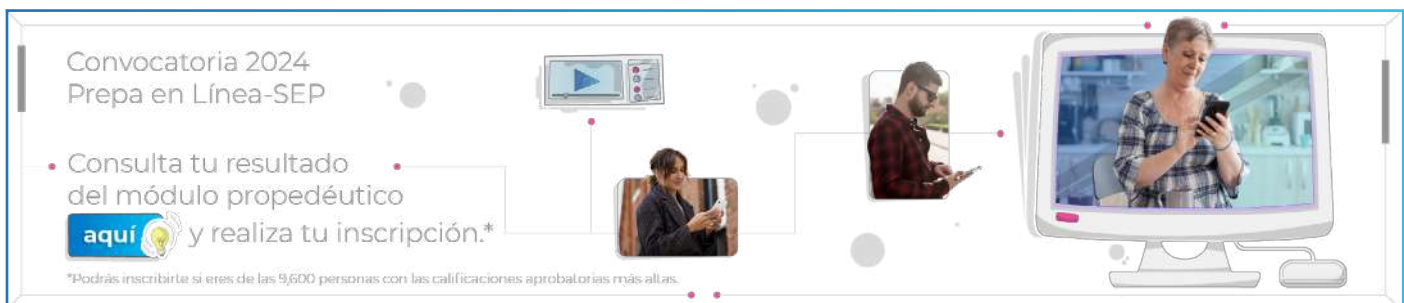 Convocatoria 2024
Prepa en Línea-SEP
Consulta tu resultado
del módulo propedéutico
aquí y realiza tu inscripción.*
*Podrás inscribirte si eres de las 9,600 personas con las calificaciones aprobatorias más altas.